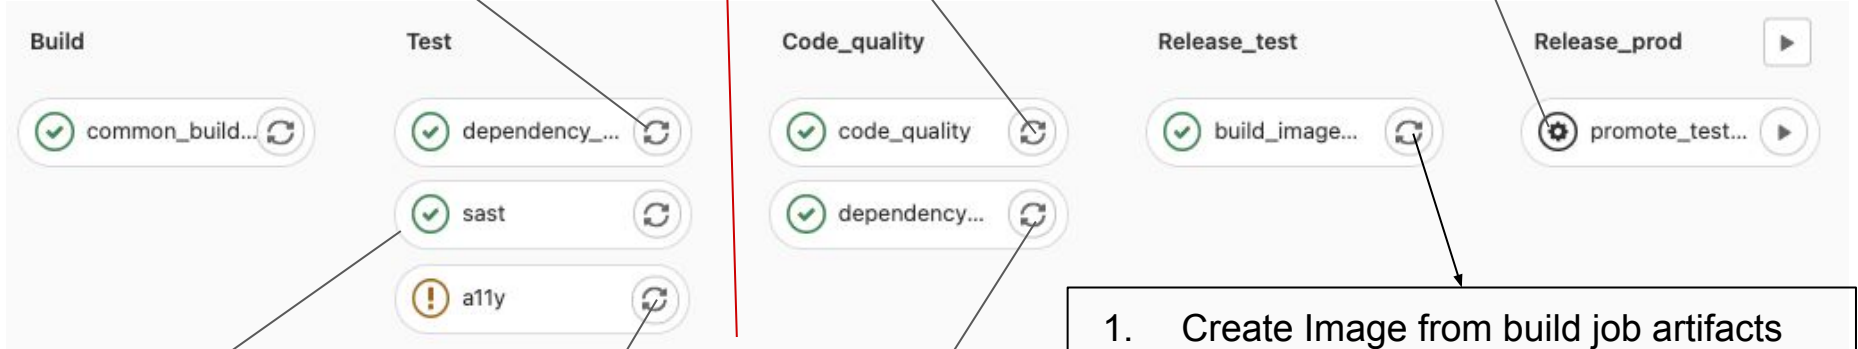 Build
Test
Code_quality
Release_test
Release_prod
common_build...
dependency_...
code_quality
build_image...
promote_test...
sast
dependency...
a11y
1. Create Image from build job artifacts